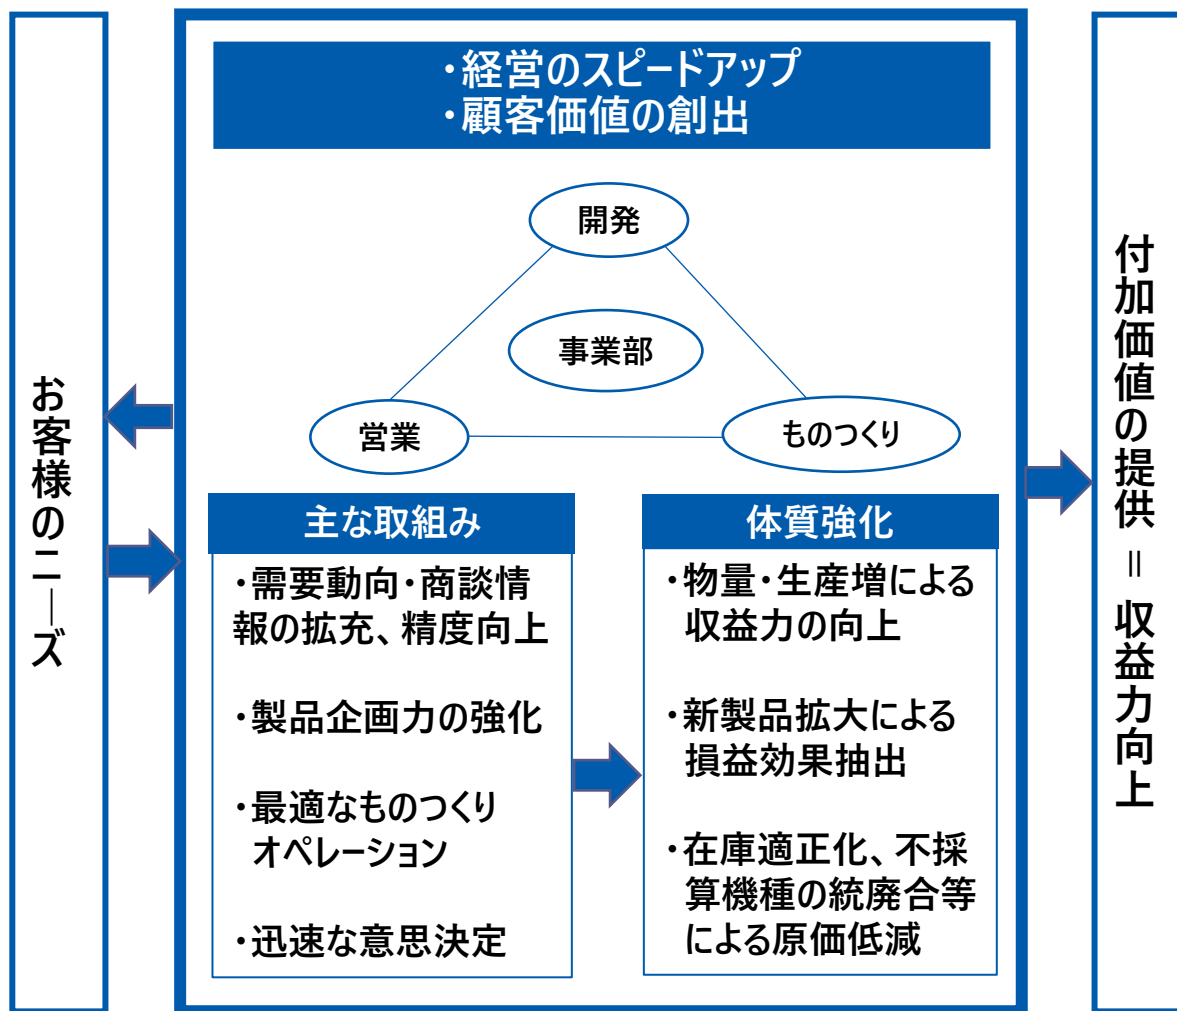 ・経営のスピードアップ
・顧客価値の創出
お客様のニーズ
開発
事業部
営業
ものつくり
主な取組み
・需要動向・商談情
報の拡充、精度向上
・製品企画力の強化
・最適なものつくり
オペレーション
・迅速な意思決定
体質強化
・物量・生産増による
収益力の向上
・新製品拡大による
損益効果抽出
・在庫適正化、不採
算機種の統廃合等
による原価低減
付加価値の提供 = 収益力向上